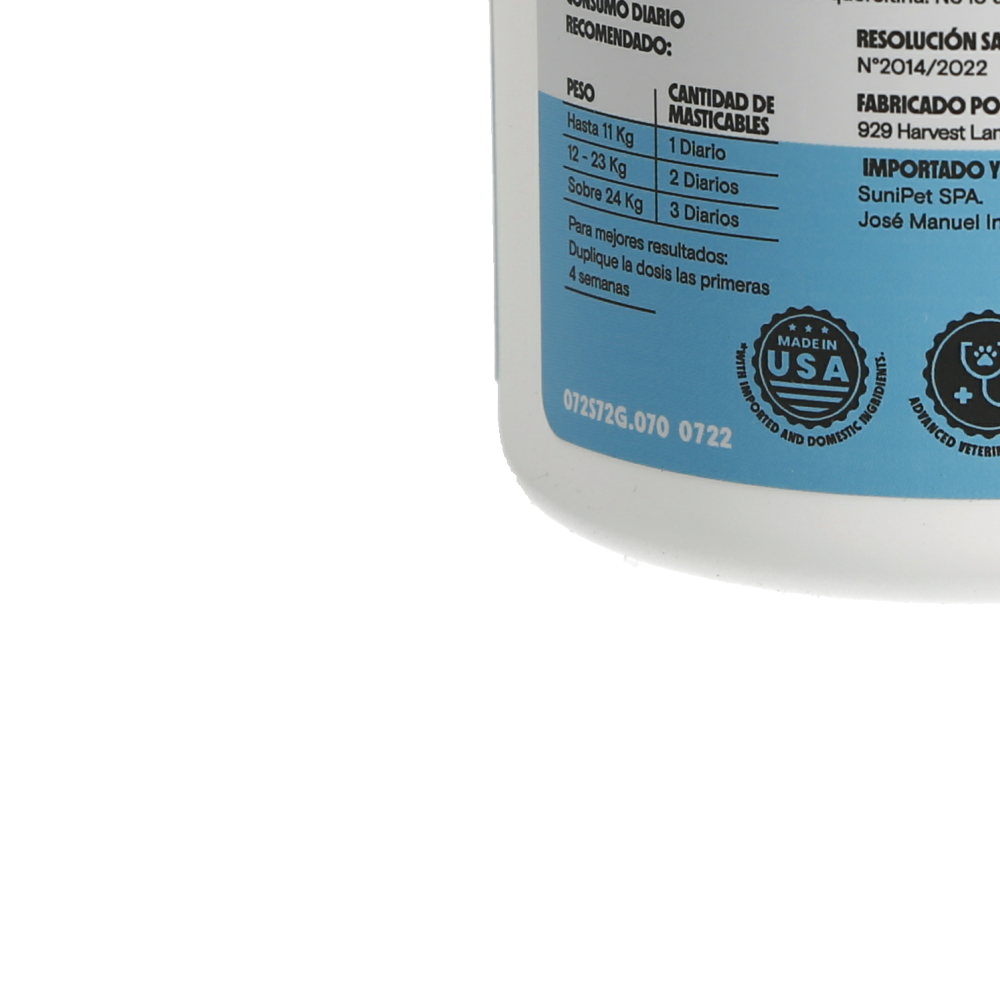 CONSUMO DIARIO
RECOMENDADO:
PESO
CANTIDAD DE
MASTICABLES
Hasta 11 Kg
1 Diario
12 - 23 Kg
2 Diarios
Sobre 24 Kg
3 Diarios
Para mejores resultados:
Duplique la dosis las primeras
4 semanas
072S72G.070 0722
RESOLUCIÓN SA
N°2014/2022
FABRICADO PO
929 Harvest Lan
IMPORTADO Y
SuniPet SPA.
José Manuel In
MADE IN
USA
*WITH IMPORTED AND DOMESTIC INGRIDIENTS.
ADVANCED VETERIN